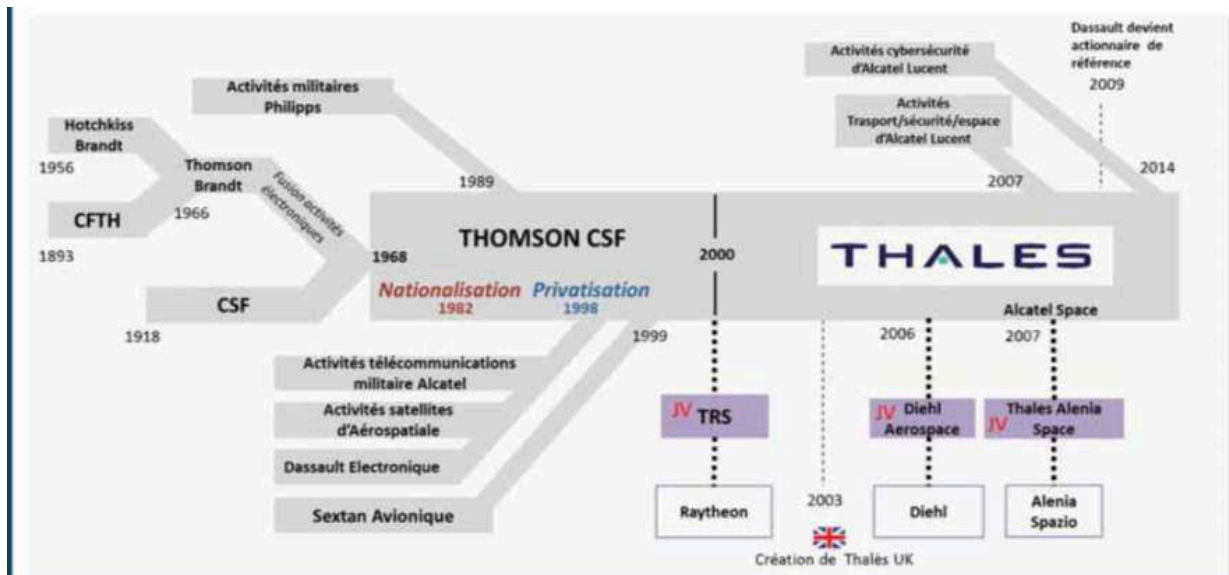 Dassault devient
actionnaire de
référence
2009
Activités cybersécurité
d'Alcatel Lucent
Activités militaires
Philipps
Activités
Trasport/sécurité/espace
d'Alcatel Lucent
Hotchkiss
Brandt
1956
Thomson
Brandt
Fusion activités
électroniques
1989
2007
2014
CFTH
1966
1893
THOMSON CSF
1968
2000
THALES
Nationalisation
1982
Privatisation
1998
CSF
1918
1999
Alcatel Space
2006
2007
Activités télécommunications
militaire Alcatel
Activités satellites
d'Aérospatiale
Dassault Electronique
Sextan Avionique
JV TRS
JV Diehl
Aerospace
JV Thales Alenia
Space
Raytheon
2003
Diehl
Alenia
Spazio
Création de Thalès UK